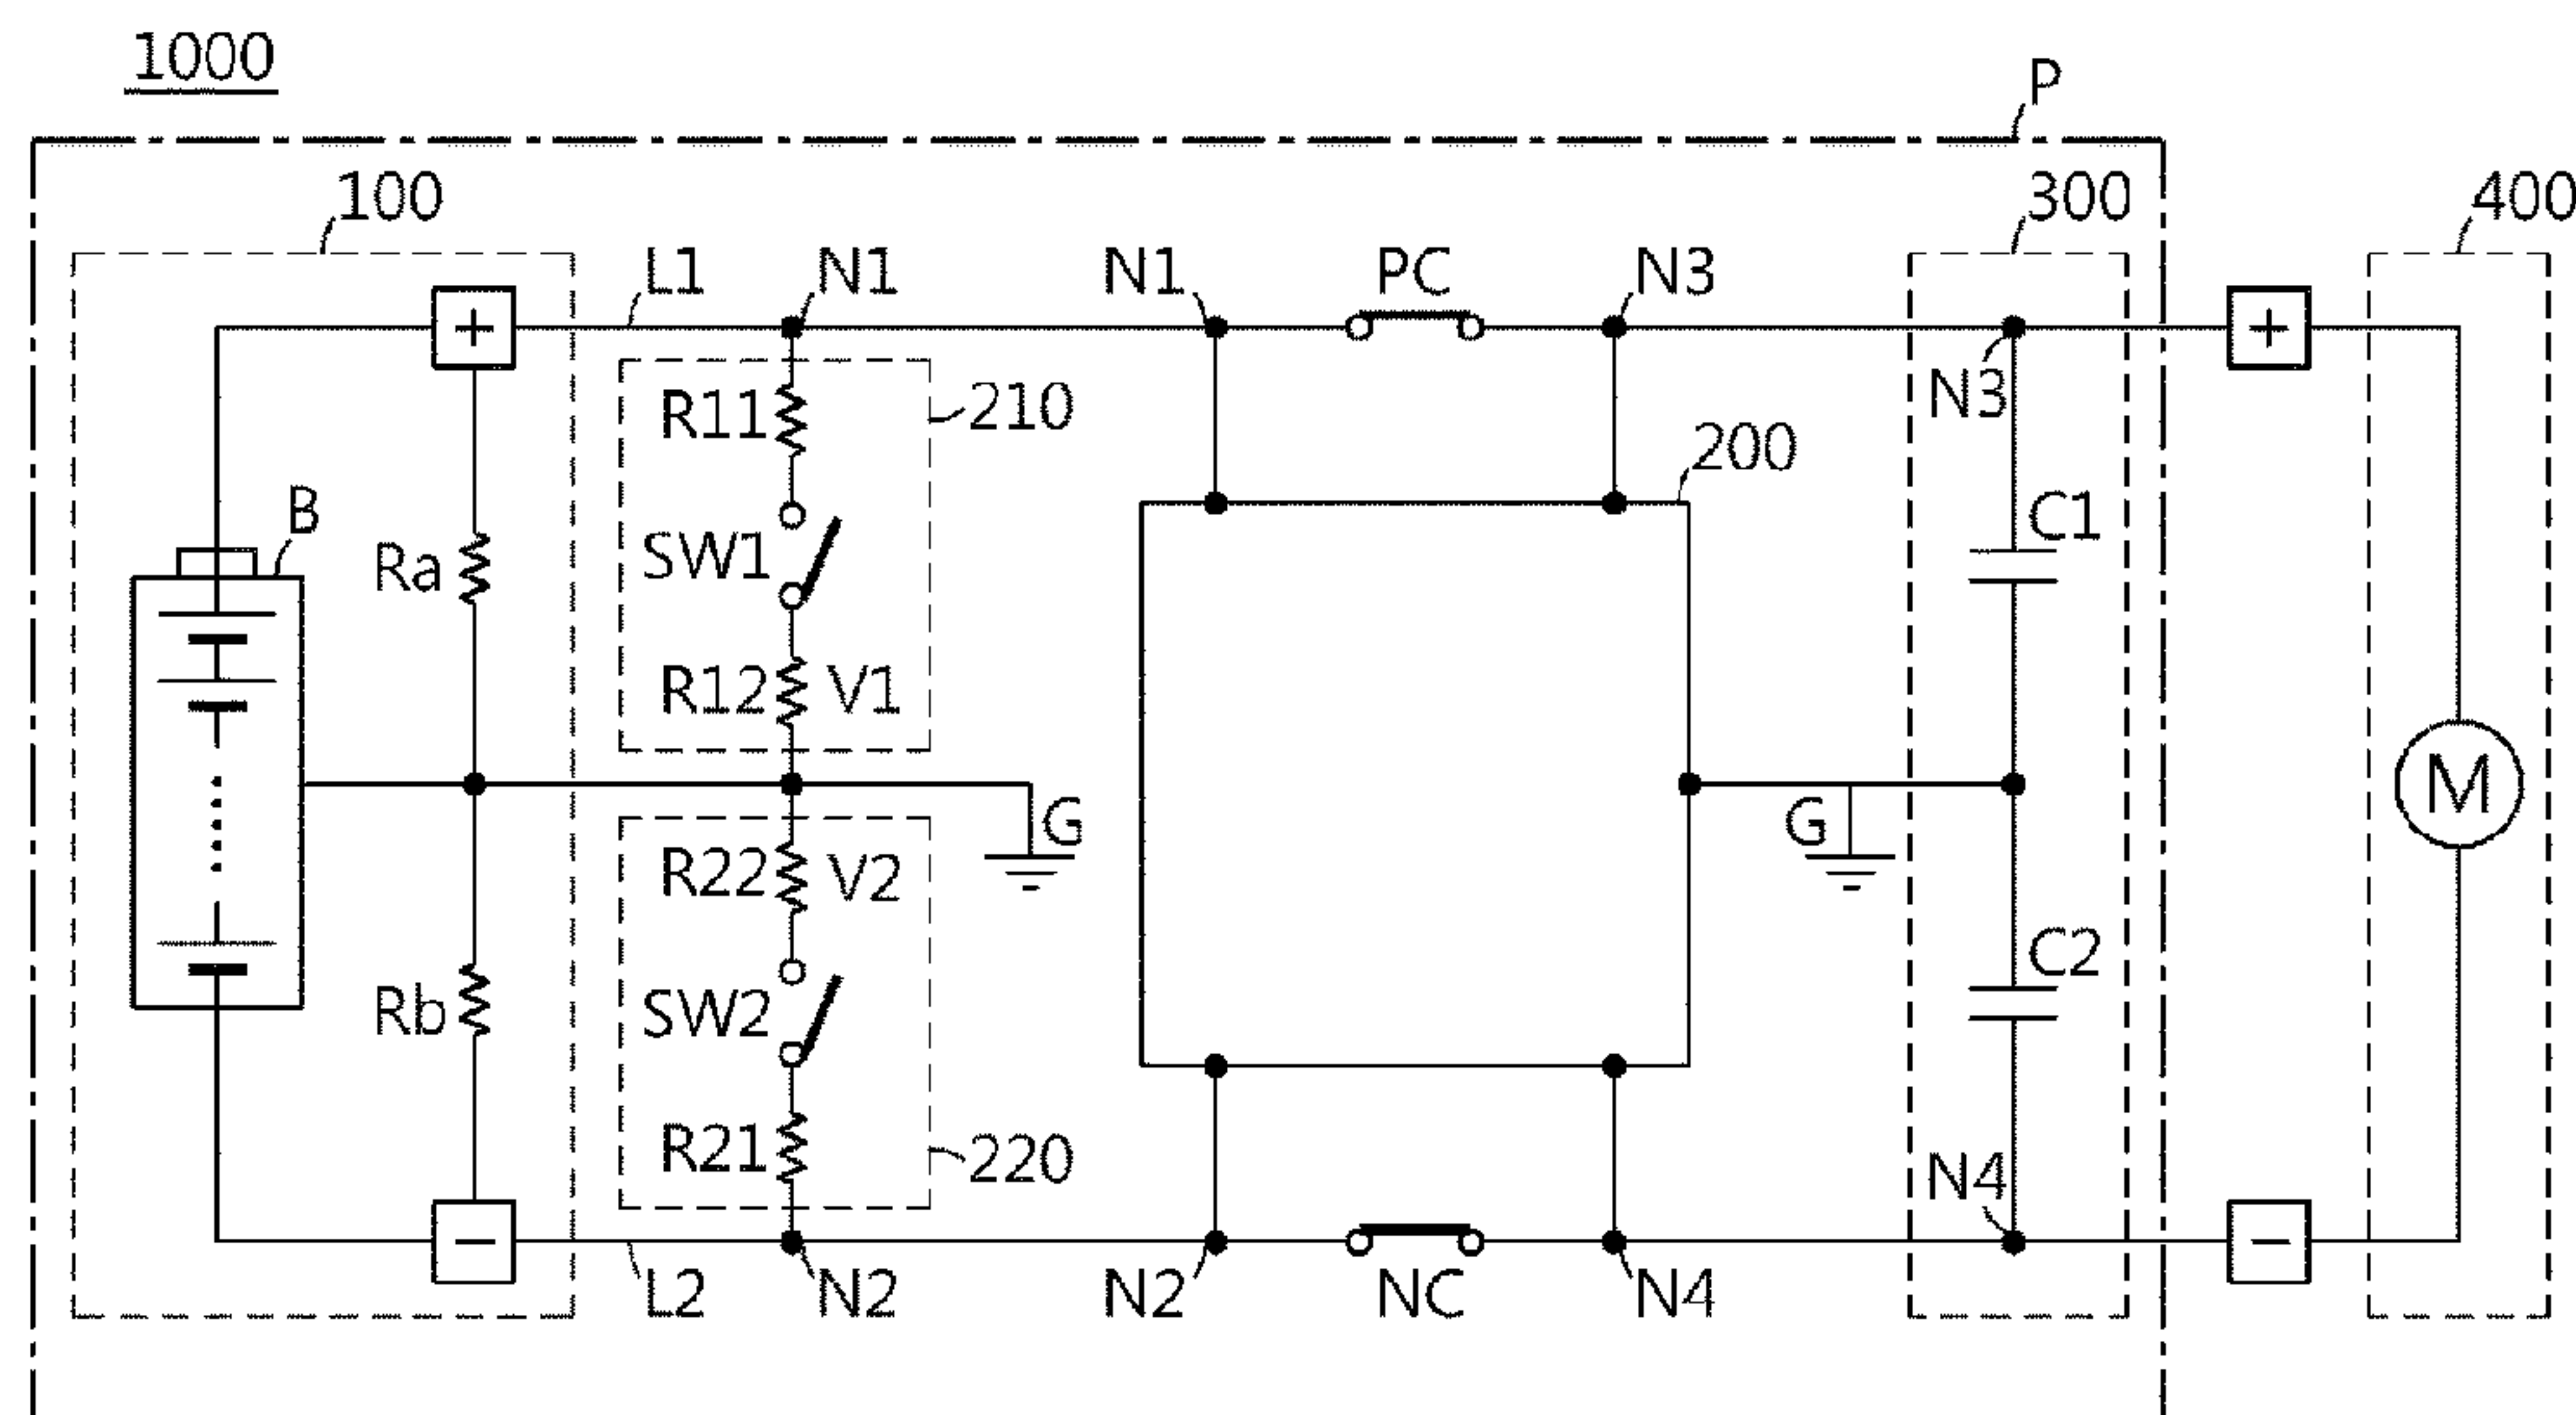 1000
P
100
300
400
L1
N1
N1
PC
N3
+
+
N3
R11
210
200
B
Ra
SW1
C1
R12
V1
M
G
G
R22
V2
C2
Rb
SW2
R21
220
N4
−
−
L2
N2
N2
NC
N4